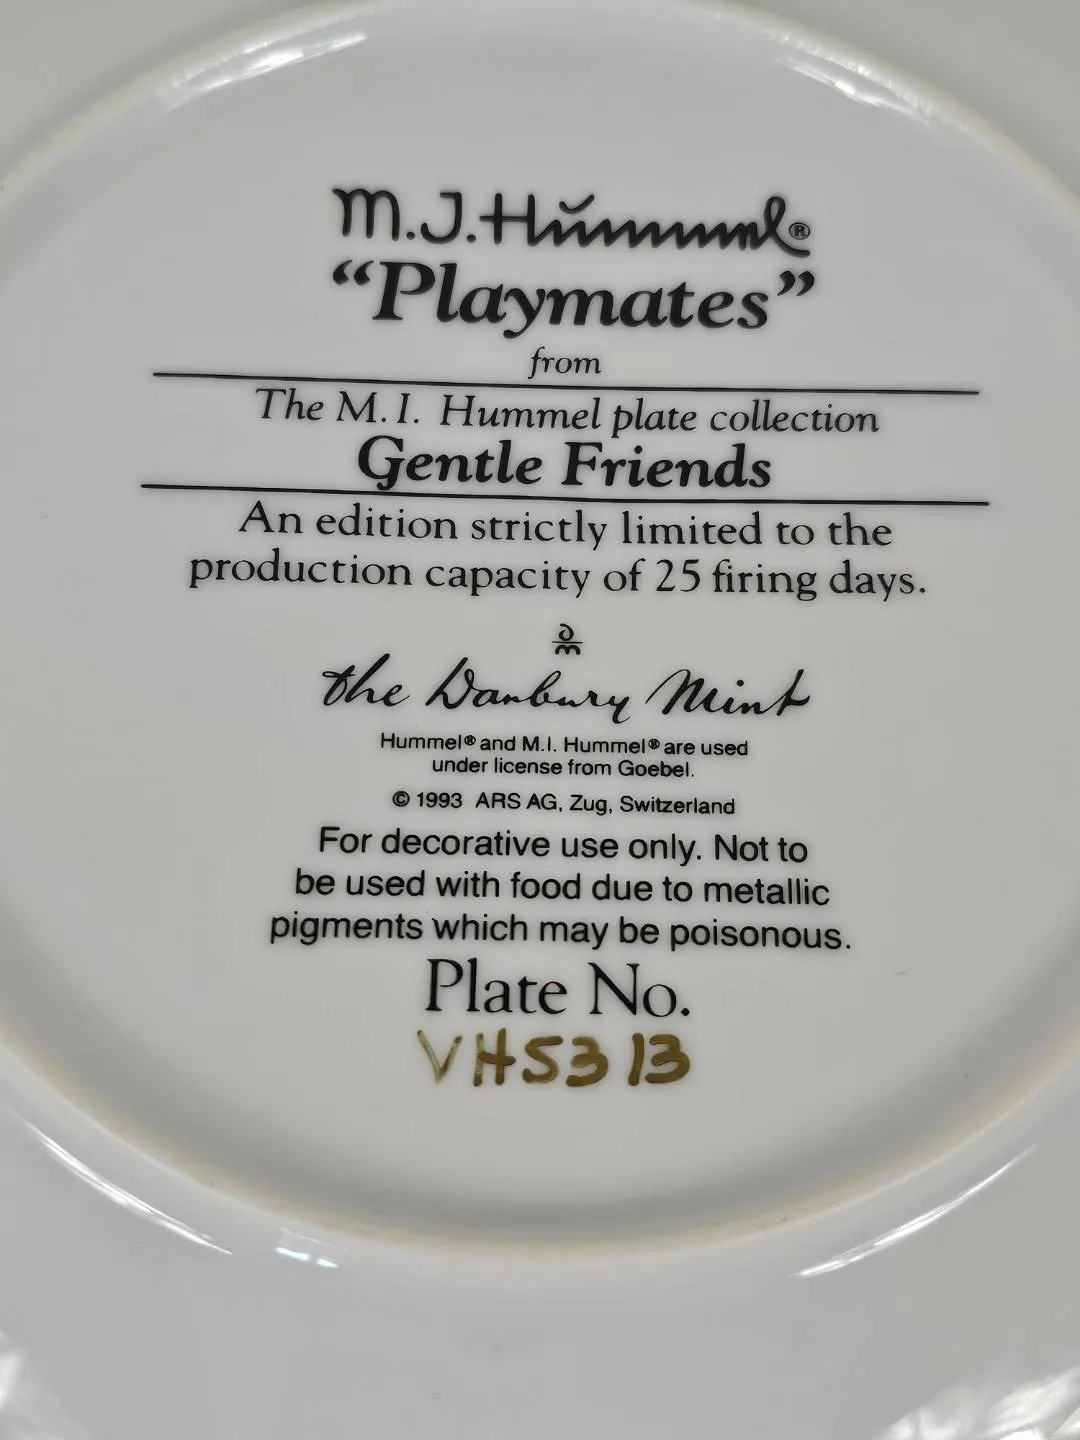 M.J. Hummel®
"Playmates"
from
The M. I. Hummel plate collection
Gentle Friends
An edition strictly limited to the
production capacity of 25 firing days.
the Danbury Mint
Hummel® and M.I. Hummel® are used
under license from Goebel.
© 1993 ARS AG, Zug, Switzerland
For decorative use only. Not to
be used with food due to metallic
pigments which may be poisonous.
Plate No.
VH5313